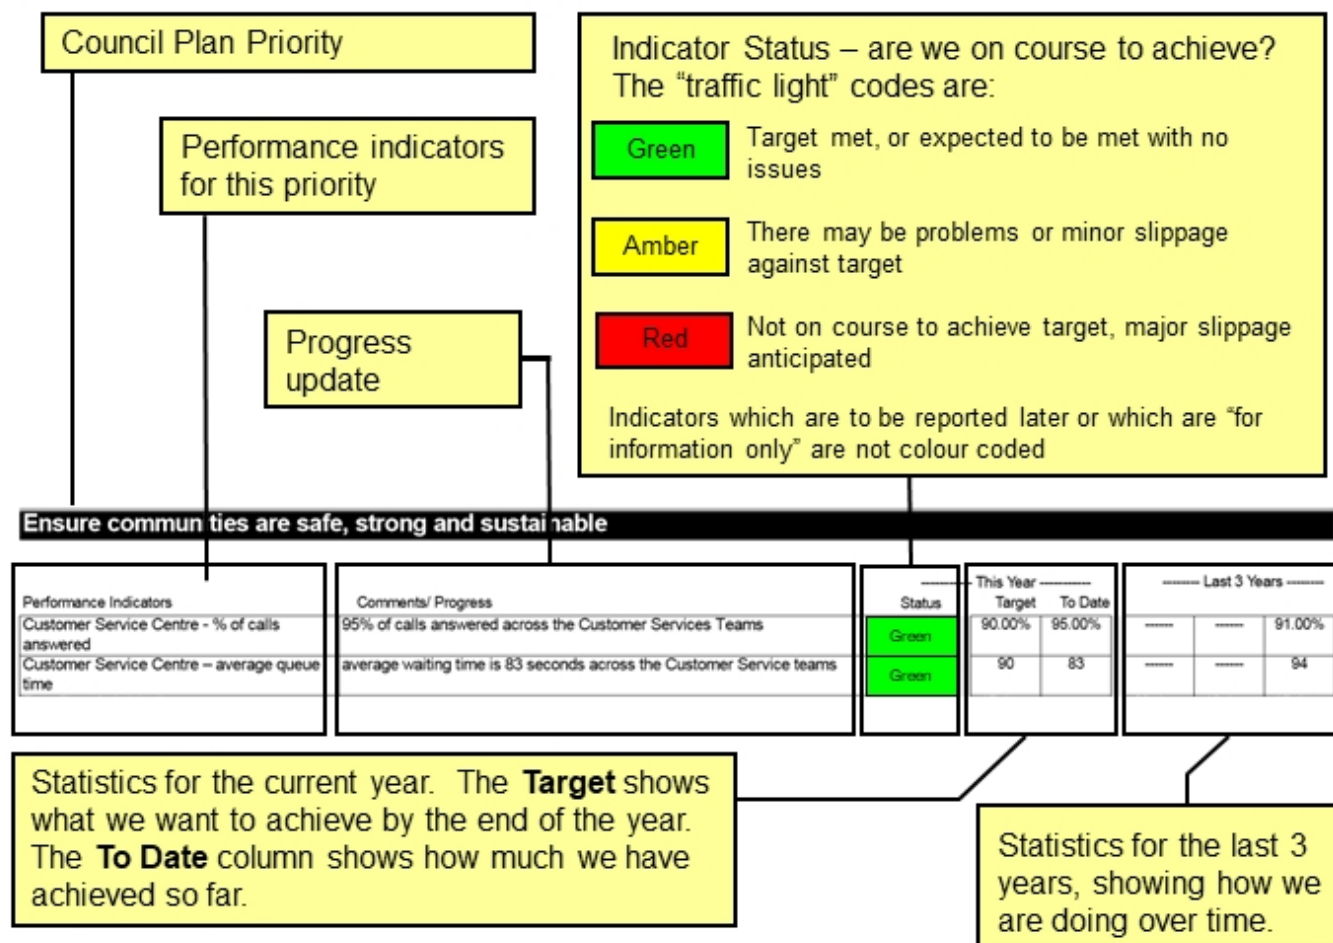 Council Plan Priority
Performance indicators
for this priority
Progress
update
Indicator Status – are we on course to achieve?
The “traffic light” codes are:
Green
Target met, or expected to be met with no
issues
Amber
There may be problems or minor slippage
against target
Red
Not on course to achieve target, major slippage
anticipated
Indicators which are to be reported later or which are “for
information only” are not colour coded
Ensure communities are safe, strong and sustainable
---------- This Year ------------ -------- Last 3 Years --------
Performance Indicators Comments/ Progress Status Target To Date
Customer Service Centre - % of calls
answered
95% of calls answered across the Customer Services Teams
Green
90.00% 95.00% ------ ------ 91.00%
Customer Service Centre – average queue
time
average waiting time is 83 seconds across the Customer Service teams
Green
90 83 ------ ------ 94
Statistics for the current year. The Target shows
what we want to achieve by the end of the year.
The To Date column shows how much we have
achieved so far.
Statistics for the last 3
years, showing how we
are doing over time.